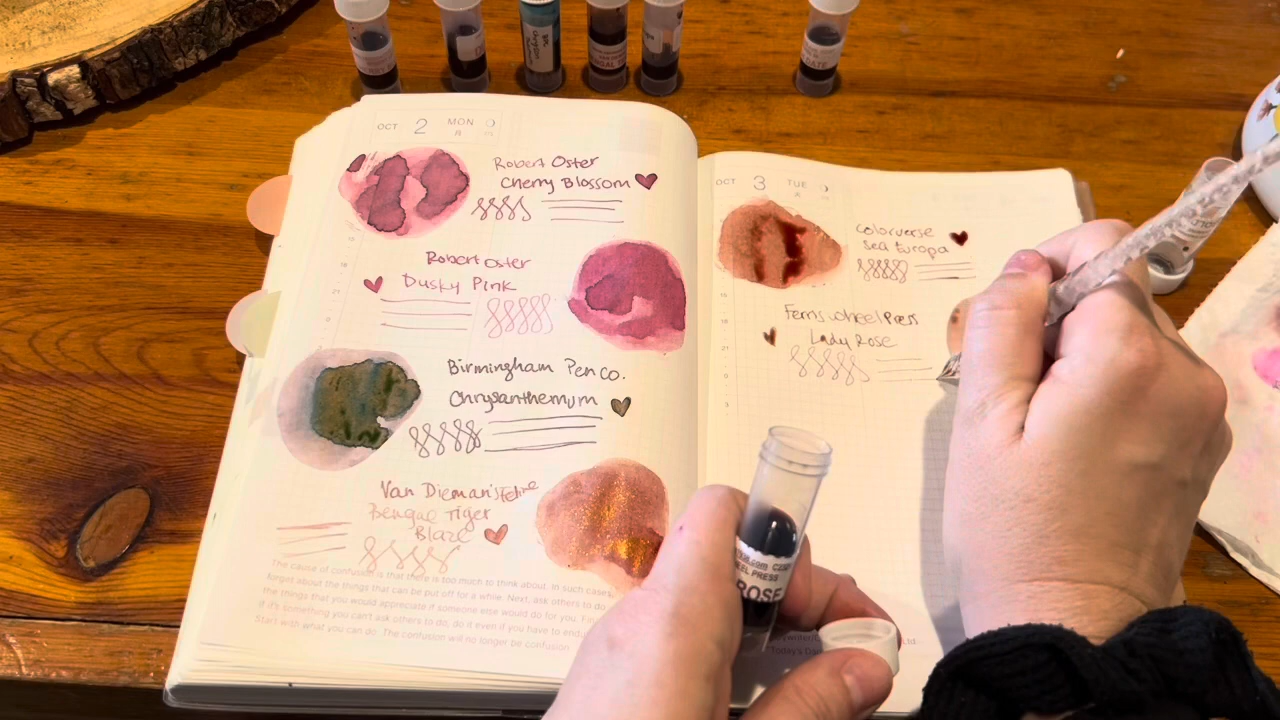 OCT 2 MON
Robert Oster
Cherry Blossom
Robert Oster
Dusky Pink
Birmingham Pen Co.
Chrysanthemum
Van Dieman's Feline
Bengal Tiger
Blaze
The cause of confusion is that there is too much to think about. In such cases,
forget about the things that can be put off for a while. Next, ask others to do
the things that you would appreciate if someone else would do for you.
If it's something you can't ask others to do, do it even if you have to
Start with what you can do. The confusion will no longer be confusion
OCT 3 TUE
Colorverse
Sea Europa
Ferris wheel Press
Lady Rose
EEL PRESS
ROSE
Ltd.